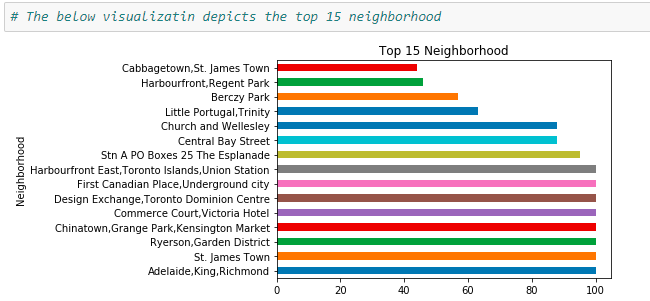 # The below visualizatin depicts the top 15 neighborhood
Top 15 Neighborhood
Cabbagetown,St. James Town
Harbourfront,Regent Park
Berczy Park
Little Portugal,Trinity
Church and Wellesley
Central Bay Street
Stn A PO Boxes 25 The Esplanade
Harbourfront East,Toronto Islands,Union Station
First Canadian Place,Underground city
Design Exchange,Toronto Dominion Centre
Commerce Court,Victoria Hotel
Chinatown,Grange Park,Kensington Market
Ryerson,Garden District
St. James Town
Adelaide,King,Richmond
Neighborhood
0 20 40 60 80 100